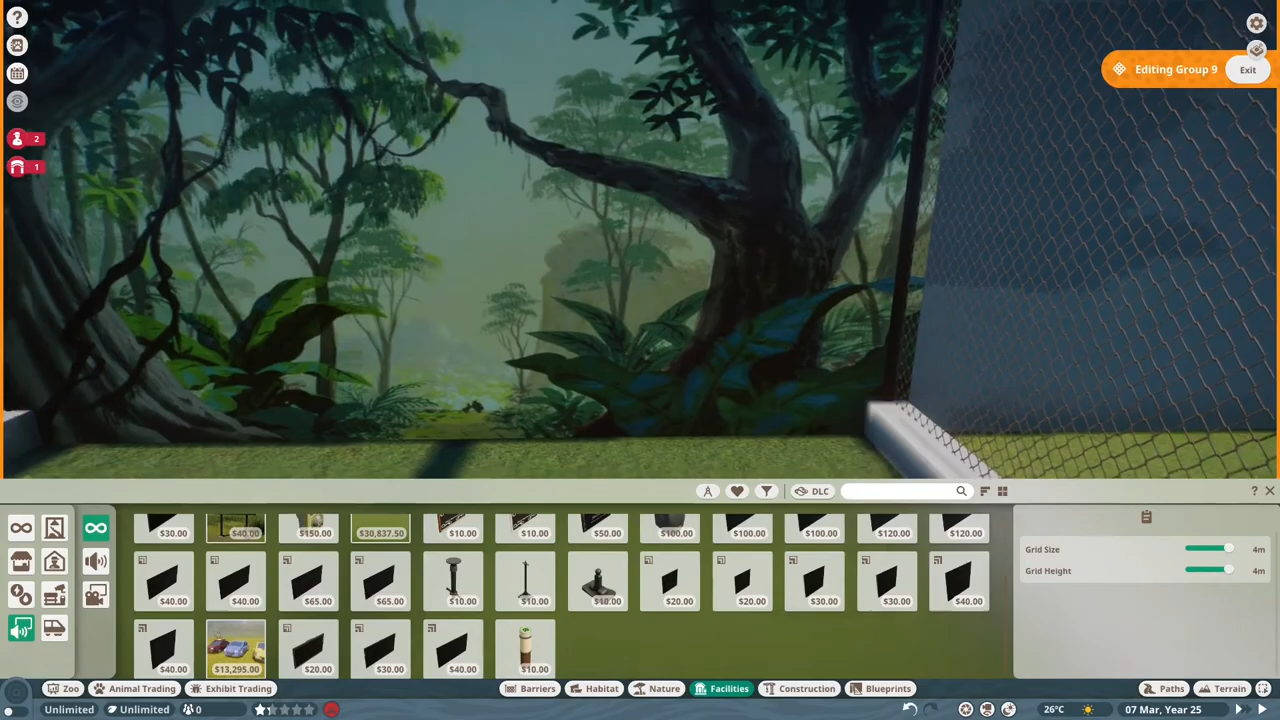 ?
Editing Group 9
Exit
2
1
DLC
? ×
$30.00
$40.00
$150.00
$30,837.50
$10.00
$10.00
$50.00
$100.00
$100.00
$100.00
$120.00
$120.00
Grid Size
4m
Grid Height
4m
$40.00
$40.00
$65.00
$65.00
$10.00
$10.00
$10.00
$20.00
$20.00
$30.00
$30.00
$40.00
$40.00
$13,295.00
$20.00
$30.00
$40.00
$10.00
Zoo
Animal Trading
Exhibit Trading
Barriers
Habitat
Nature
Facilities
Construction
Blueprints
Paths
Terrain
Unlimited
Unlimited
0
26°C
07 Mar, Year 25